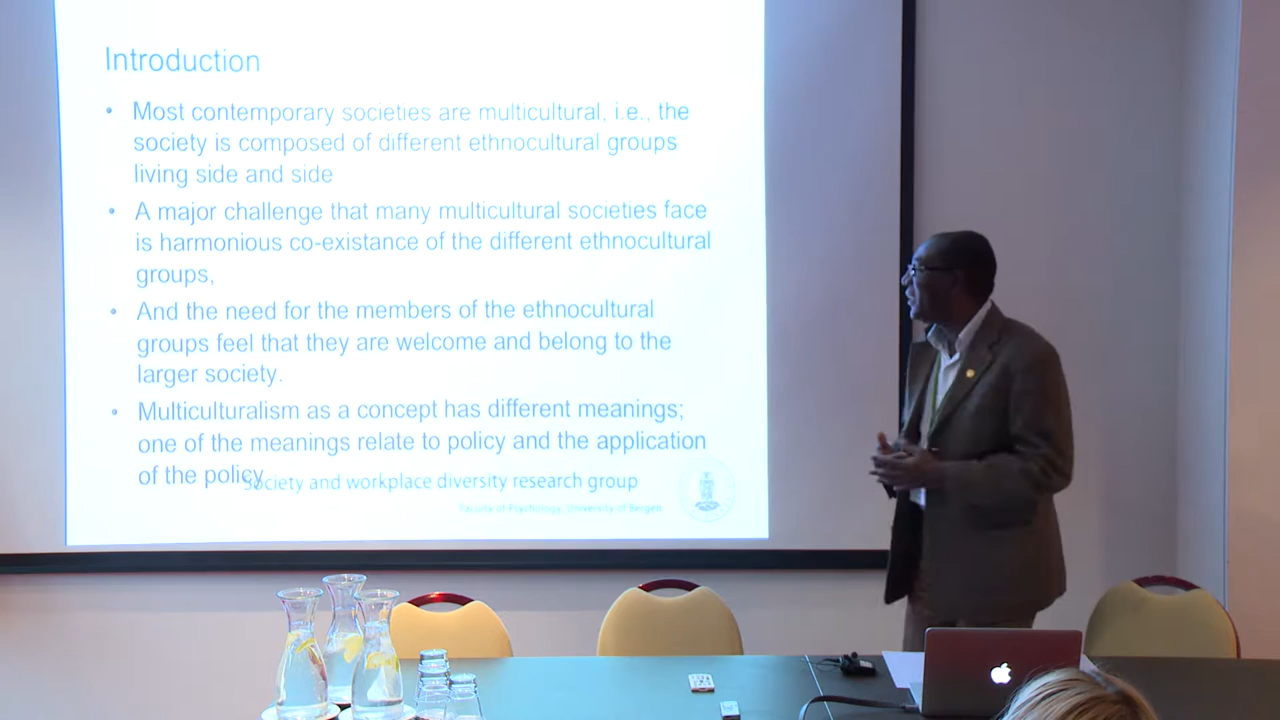 Introduction
• Most contemporary societies are multicultural, i.e., the
society is composed of different ethnocultural groups
living side and side
• A major challenge that many multicultural societies face
is harmonious co-existance of the different ethnocultural
groups,
• And the need for the members of the ethnocultural
groups feel that they are welcome and belong to the
larger society.
• Multiculturalism as a concept has different meanings;
one of the meanings relate to policy and the application
of the policy
Society and workplace diversity research group
Faculty of Psychology, University of Bergen